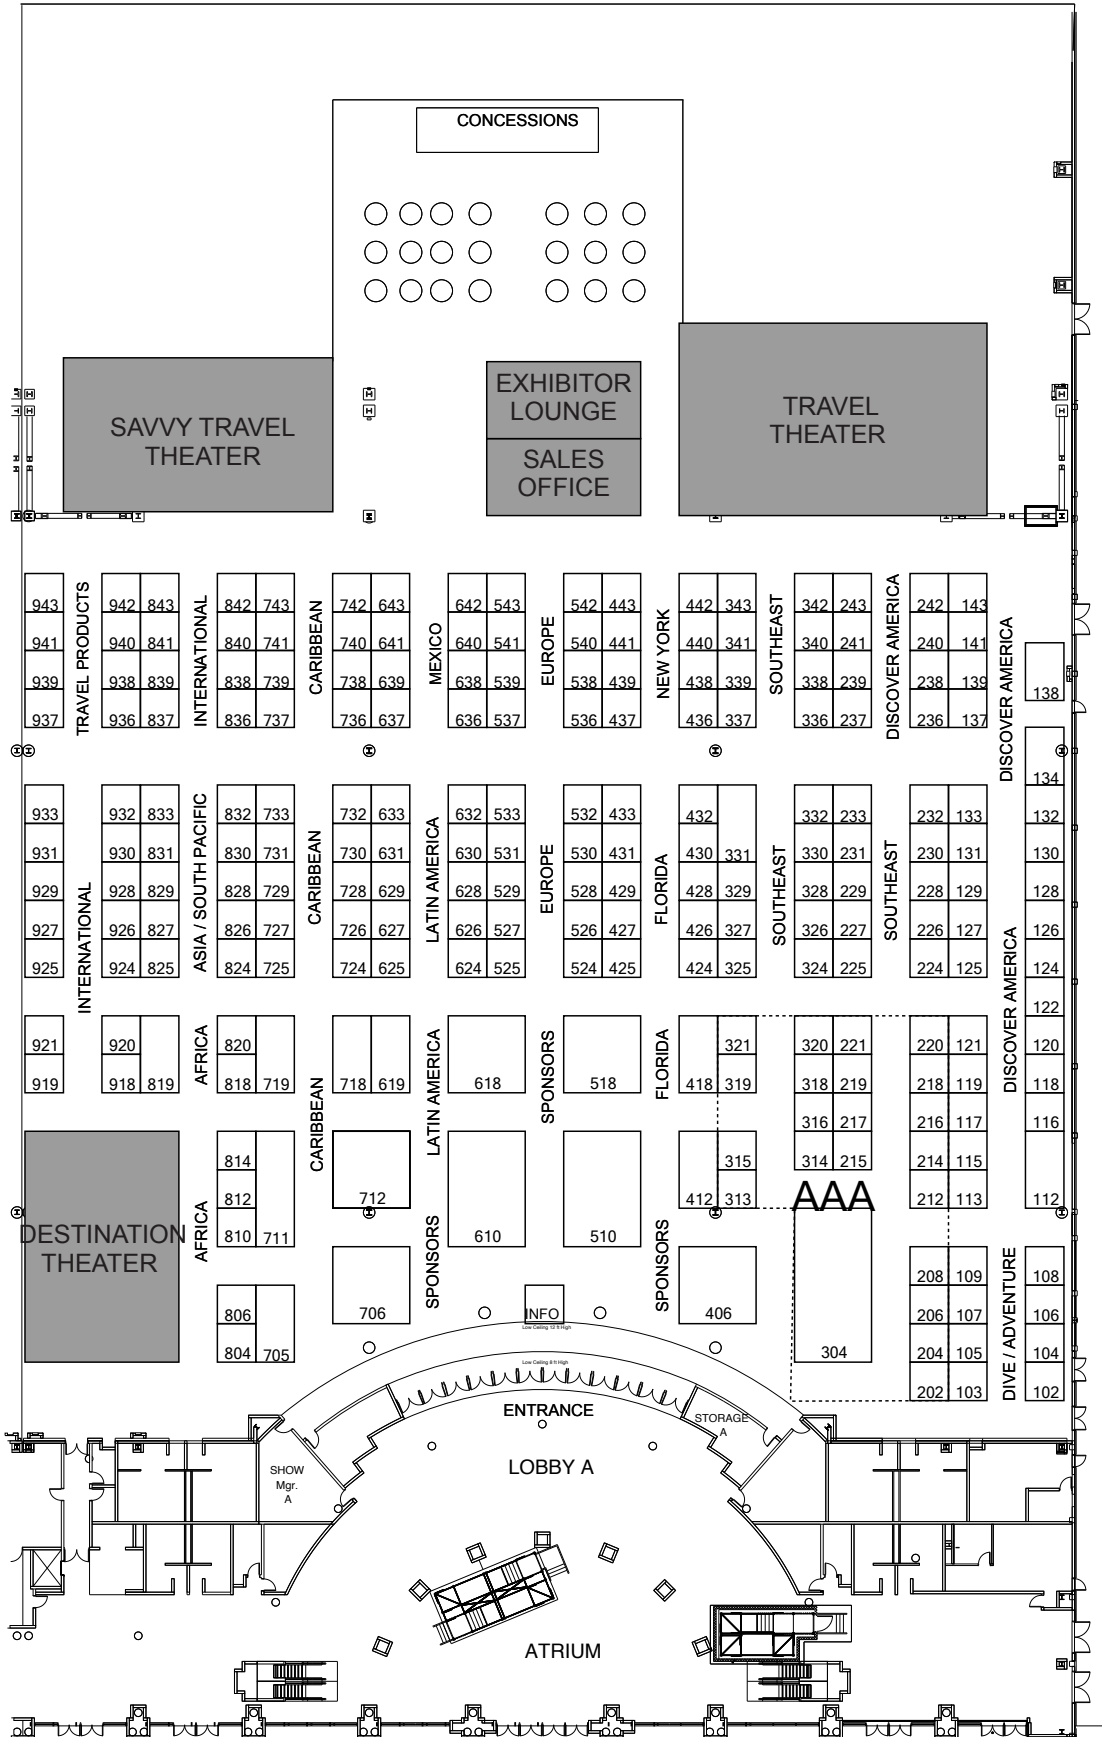 CONCESSIONS
EXHIBITOR
LOUNGE
SALES
OFFICE
SAVVY TRAVEL
THEATER
TRAVEL
THEATER
TRAVEL PRODUCTS
INTERNATIONAL
CARIBBEAN
MEXICO
EUROPE
NEW YORK
SOUTHEAST
DISCOVER AMERICA
DISCOVER AMERICA
943 942 843 842 743 742 643 642 543 542 443 442 343 342 243 242 143
941 940 841 840 741 740 641 640 541 540 441 440 341 340 241 240 141
939 938 839 838 739 738 639 638 539 538 439 438 339 338 239 238 139
138
937 936 837 836 737 736 637 636 537 536 437 436 337 336 237 236 137
134
INTERNATIONAL
ASIA / SOUTH PACIFIC
CARIBBEAN
LATIN AMERICA
EUROPE
FLORIDA
SOUTHEAST
SOUTHEAST
DISCOVER AMERICA
933 932 833 832 733 732 633 632 533 532 433 432 332 233 232 133 132
931 930 831 830 731 730 631 630 531 530 431 430 331 330 231 230 131 130
929 928 829 828 729 728 629 628 529 528 429 428 329 328 229 228 129 128
927 926 827 826 727 726 627 626 527 526 427 426 327 326 227 226 127 126
925 924 825 824 725 724 625 624 525 524 425 424 325 324 225 224 125 124
122
AFRICA
CARIBBEAN
LATIN AMERICA
SPONSORS
FLORIDA
921 920 820 321 320 221 220 121 120
919 918 819 818 719 718 619 618 518 418 319 318 219 218 119 118
316 217 216 117 116
814 315 314 215 214 115
812 712 412 313 212 113 112
AAA
DESTINATION
THEATER
AFRICA
SPONSORS
SPONSORS
DIVE / ADVENTURE
810 711 610 510
208 109 108
806 706 INFO 406 206 107 106
804 705 304 204 105 104
202 103 102
Low Ceiling 12 ft High
Low Ceiling 8 ft High
ENTRANCE
STORAGE
A
LOBBY A
SHOW
Mgr.
A
ATRIUM